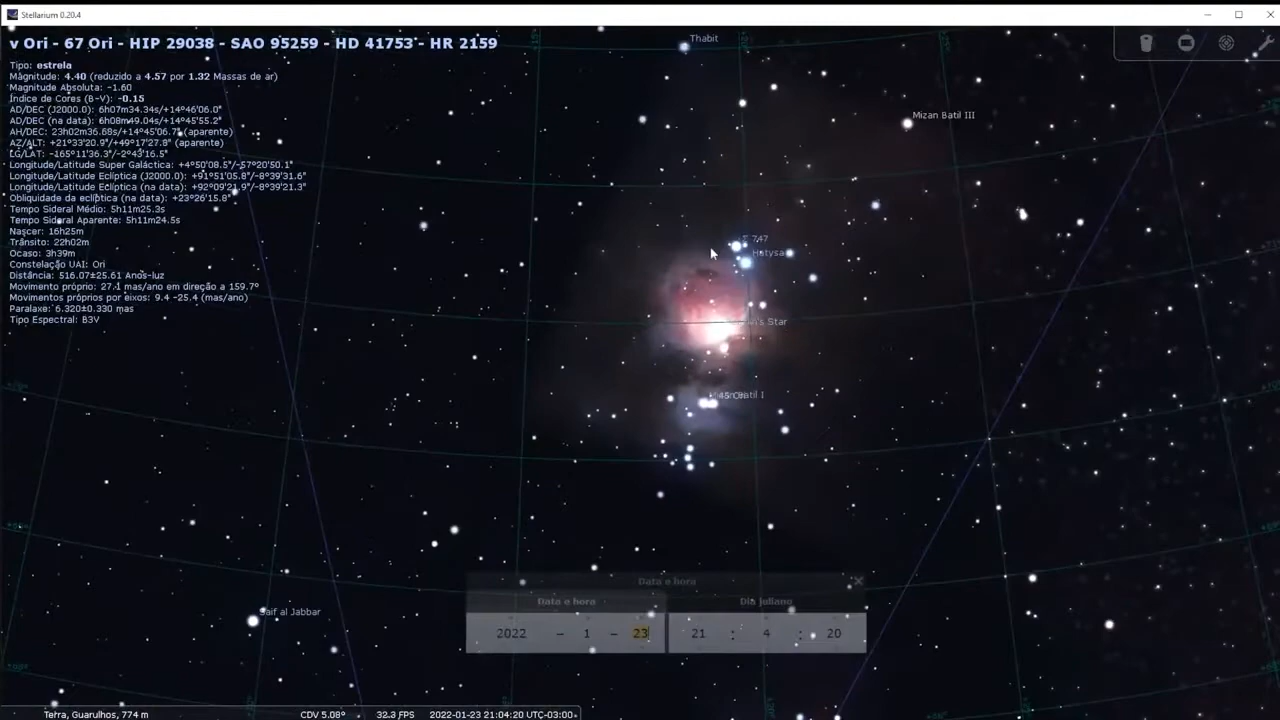 Stellarium 0.20.4
ν Ori - 67 Ori - HIP 29038 - SAO 95259 - HD 41753 - HR 2159
Tipo: estrela
Magnitude: 4.40 (reduzido a 4.57 por 1.32 Massas de ar)
Magnitude Absoluta: -1.60
Índice de Cores (B-V): -0.15
AD/DEC (J2000.0): 6h07m34.34s/+14°46'06.0"
AD/DEC (na data): 6h08m49.04s/+14°45'55.2"
AH/DEC: 23h02m36.68s/+14°45'06.7" (aparente)
AZ/ALT: +21°33'20.9"/+49°17'27.8" (aparente)
LG/LAT: -165°11'36.3"/-2°43'16.5"
Longitude/Latitude Super Galáctica: +4°50'08.5"/-57°20'50.1"
Longitude/Latitude Eclíptica (J2000.0): +91°51'05.8"/-8°39'31.6"
Longitude/Latitude Eclíptica (na data): +92°09'21.9"/-8°39'21.3"
Obliquidade da eclíptica (na data): +23°26'15.8"
Tempo Sideral Médio: 5h11m25.3s
Tempo Sideral Aparente: 5h11m24.5s
Nascer: 16h25m
Trânsito: 22h02m
Ocaso: 3h39m
Constelação UAI: Ori
Distância: 516.07±25.61 Anos-luz
Movimento próprio: 27.1 mas/ano em direção a 159.7°
Movimentos próprios por eixos: 9.4 -25.4 (mas/ano)
Paralaxe: 6.320±0.330 mas
Tipo Espectral: B3V
Thabit
Mizan Batil III
Σ 747
Hatysa
Star
Batil I
Saif al Jabbar
Data e hora
Data e hora
Dia juliano
2022 - 1 - 23
21 : 4 : 20
Terra, Guarulhos, 774 m
CDV 5.08°
32.3 FPS
2022-01-23 21:04:20 UTC-03:00